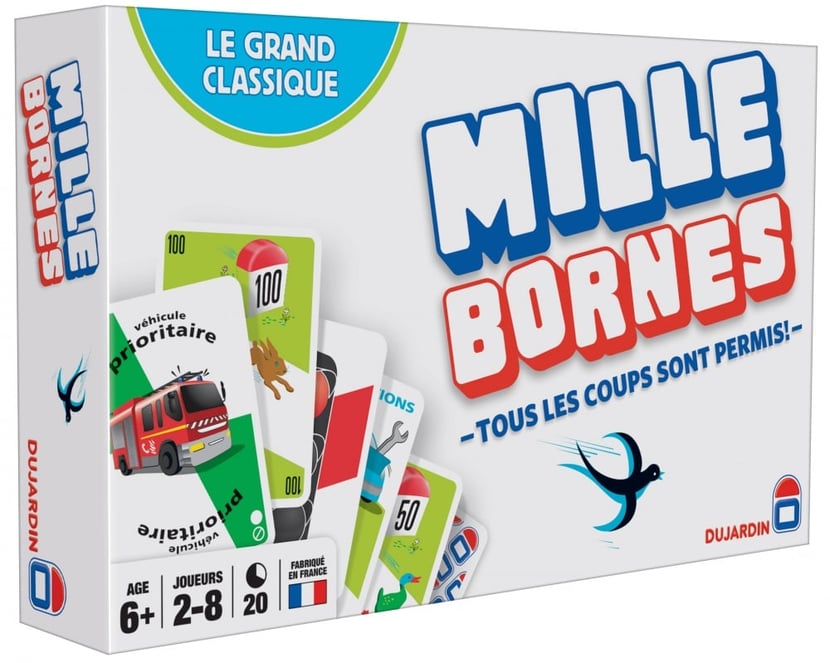 LE GRAND
CLASSIQUE
MILLE
BORNES
–TOUS LES COUPS SONT PERMIS!–
DUJARDIN
MILLE
BORNES
DUJARDIN
100
100
100
véhicule
prioritaire
véhicule
prioritaire
IONS
50
AGE
6+
JOUEURS
2-8
20
FABRIQUÉ
EN FRANCE